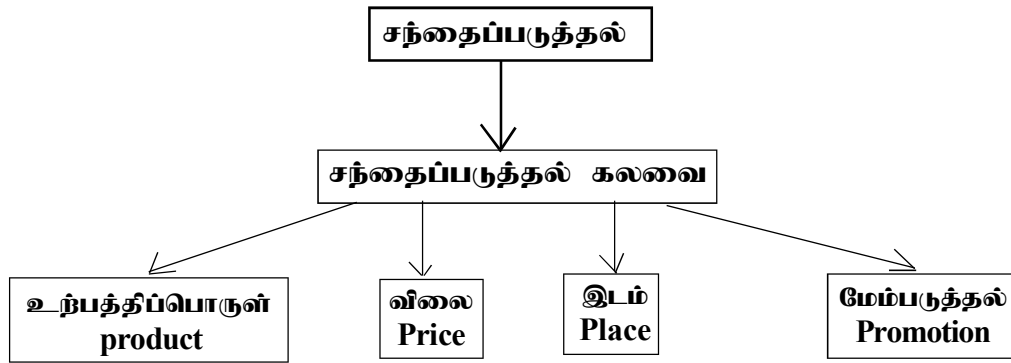 சந்தைப்படுத்தல்
சந்தைப்படுத்தல் கலவை
உற்பத்திப்பொருள்
product
விலை
Price
இடம்
Place
மேம்படுத்தல்
Promotion